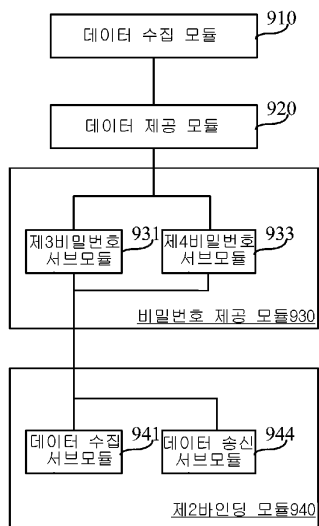 데이터 수집 모듈
910
데이터 제공 모듈
920
제3비밀번호
서브모듈
931
제4비밀번호
서브모듈
933
비밀번호 제공 모듈930
데이터 수집
서브모듈
941
데이터 송신
서브모듈
944
제2바인딩 모듈940